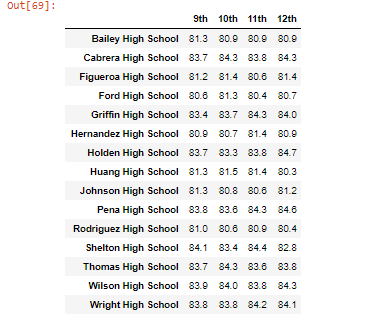 Out[69]:
9th 10th 11th 12th
Bailey High School 81.3 80.9 80.9 80.9
Cabrera High School 83.7 84.3 83.8 84.3
Figueroa High School 81.2 81.4 80.6 81.4
Ford High School 80.6 81.3 80.4 80.7
Griffin High School 83.4 83.7 84.3 84.0
Hernandez High School 80.9 80.7 81.4 80.9
Holden High School 83.7 83.3 83.8 84.7
Huang High School 81.3 81.5 81.4 80.3
Johnson High School 81.3 80.8 80.6 81.2
Pena High School 83.8 83.6 84.3 84.6
Rodriguez High School 81.0 80.6 80.9 80.4
Shelton High School 84.1 83.4 84.4 82.8
Thomas High School 83.7 84.3 83.6 83.8
Wilson High School 83.9 84.0 83.8 84.3
Wright High School 83.8 83.8 84.2 84.1